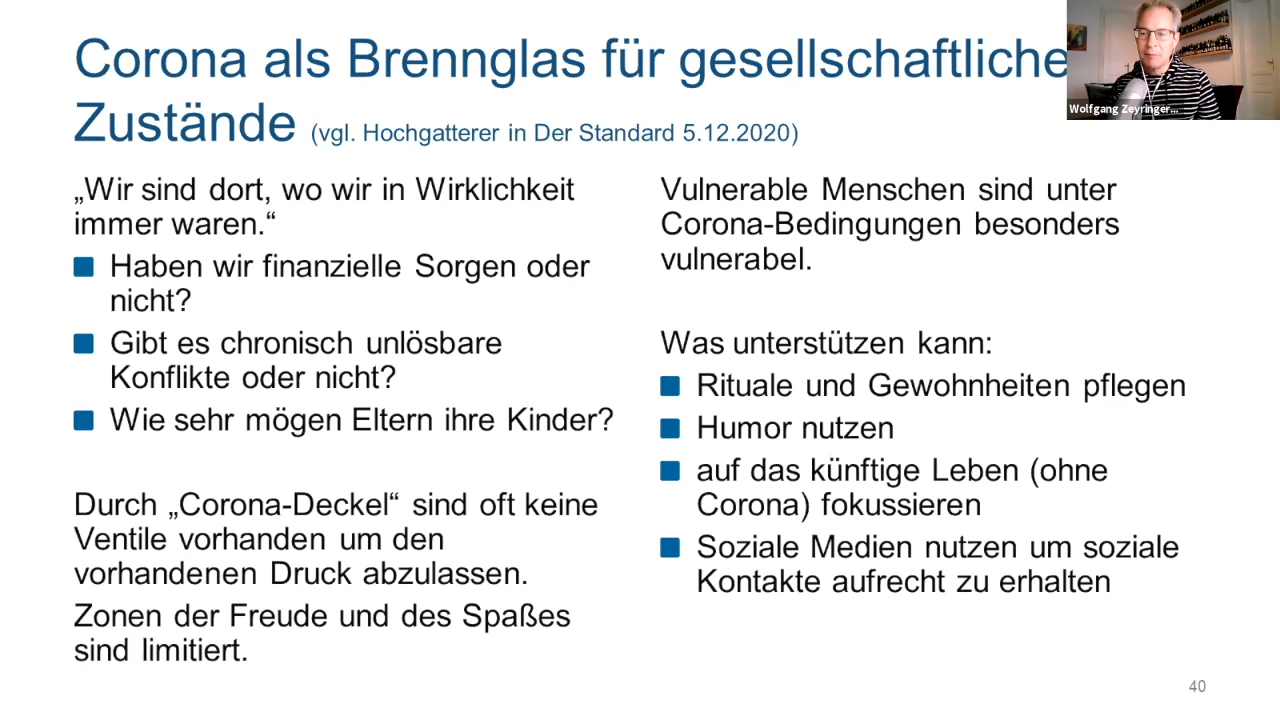 Corona als Brennglas für gesellschaftliche
Zustände (vgl. Hochgatterer in Der Standard 5.12.2020)
Wolfgang Zeyringer...
„Wir sind dort, wo wir in Wirklichkeit
immer waren.“
Haben wir finanzielle Sorgen oder
nicht?
Gibt es chronisch unlösbare
Konflikte oder nicht?
Wie sehr mögen Eltern ihre Kinder?
Durch „Corona-Deckel“ sind oft keine
Ventile vorhanden um den
vorhandenen Druck abzulassen.
Zonen der Freude und des Spaßes
sind limitiert.
Vulnerable Menschen sind unter
Corona-Bedingungen besonders
vulnerabel.
Was unterstützen kann:
Rituale und Gewohnheiten pflegen
Humor nutzen
auf das künftige Leben (ohne
Corona) fokussieren
Soziale Medien nutzen um soziale
Kontakte aufrecht zu erhalten
40